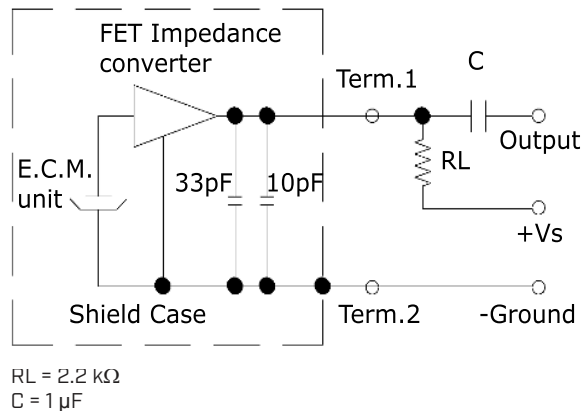 FET Impedance
converter
C
Term.1
Output
E.C.M.
unit
33pF
10pF
RL
+Vs
Shield Case
Term.2
-Ground
RL = 2.2 kΩ
C = 1 µF